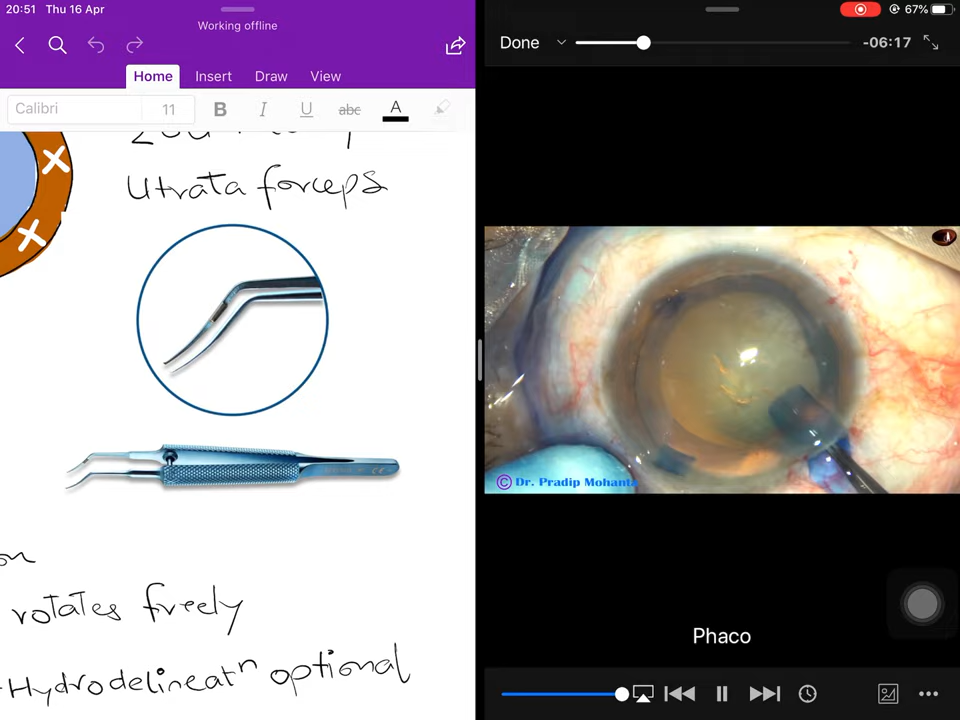 20:51 Thu 16 Apr
67%
Working offline
Done
-06:17
Home Insert Draw View
Calibri 11 B I U abc A
Utrata forceps
© Dr. Pradip Mohanta
rotates freely
Phaco
-Hydrodelineatⁿ optional